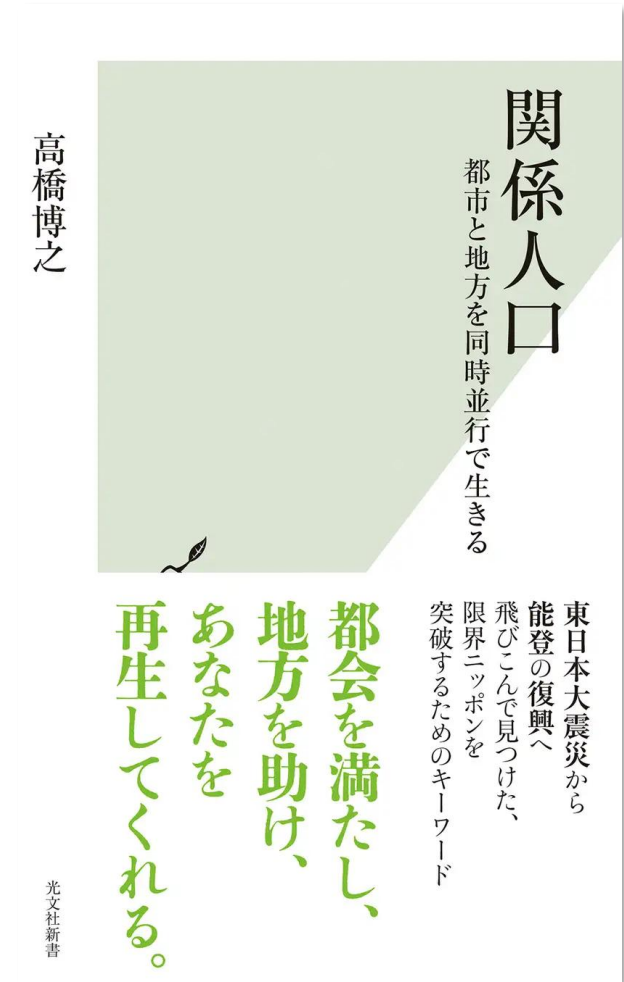 関係人口
都市と地方を同時並行で生きる
高橋博之
東日本大震災から
能登の復興へ
飛びこんで見つけた、
限界ニッポンを
突破するためのキーワード
都会を満たし、
地方を助け、
あなたを
再生してくれる。
光文社新書